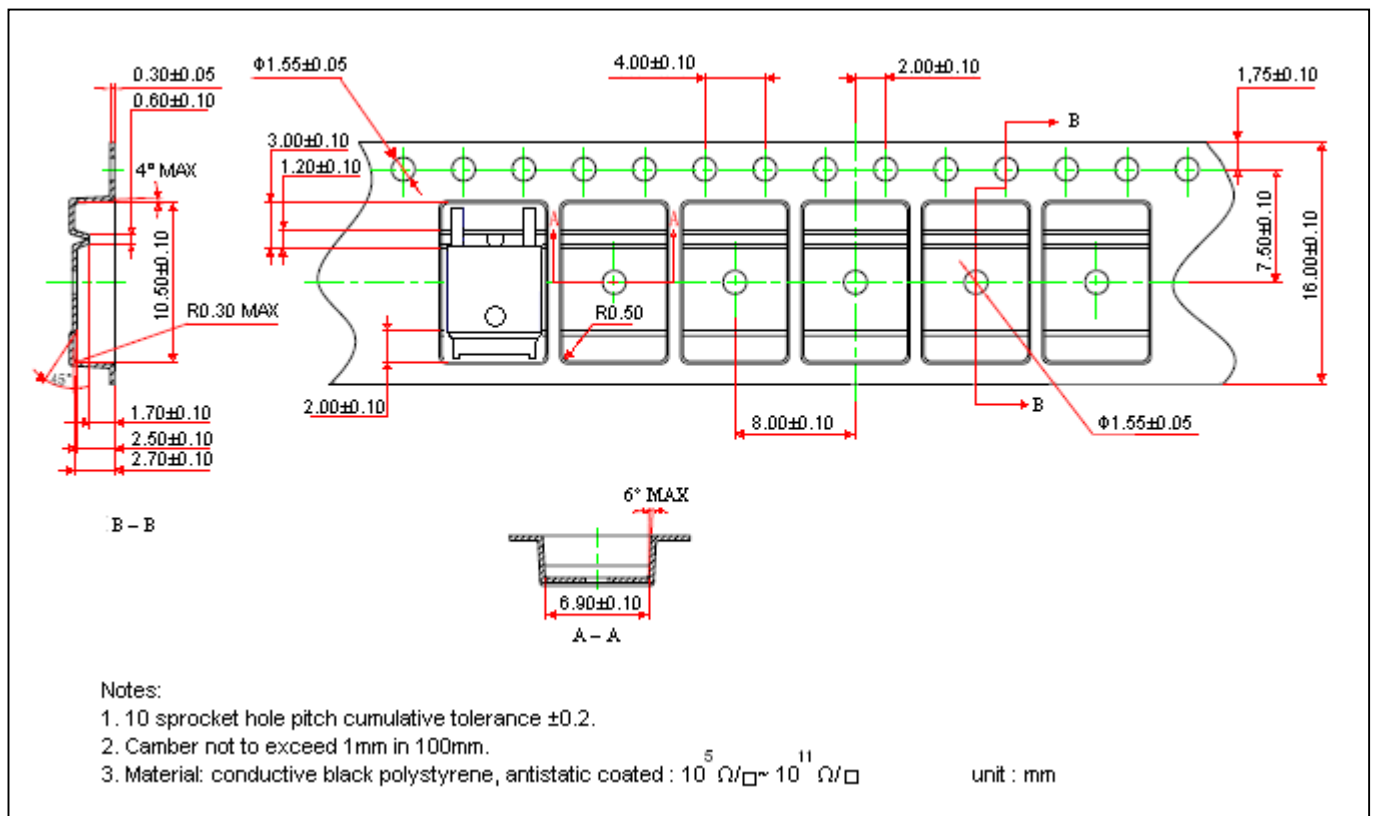 0.30±0.05
0.60±0.10
4° MAX
10.50±0.10
R0.30 MAX
45°
1.70±0.10
2.50±0.10
2.70±0.10
B – B
Φ1.55±0.05
3.00±0.10
1.20±0.10
4.00±0.10
2.00±0.10
1,75±0.10
B
A
A
7.50±0.10
16.00±0.10
R0.50
2.00±0.10
8.00±0.10
B
Φ1.55±0.05
6° MAX
6.90±0.10
A – A
Notes:
1. 10 sprocket hole pitch cumulative tolerance ±0.2.
2. Camber not to exceed 1mm in 100mm.
3. Material: conductive black polystyrene, antistatic coated : 10⁵ Ω/□~ 10¹¹ Ω/□ unit : mm